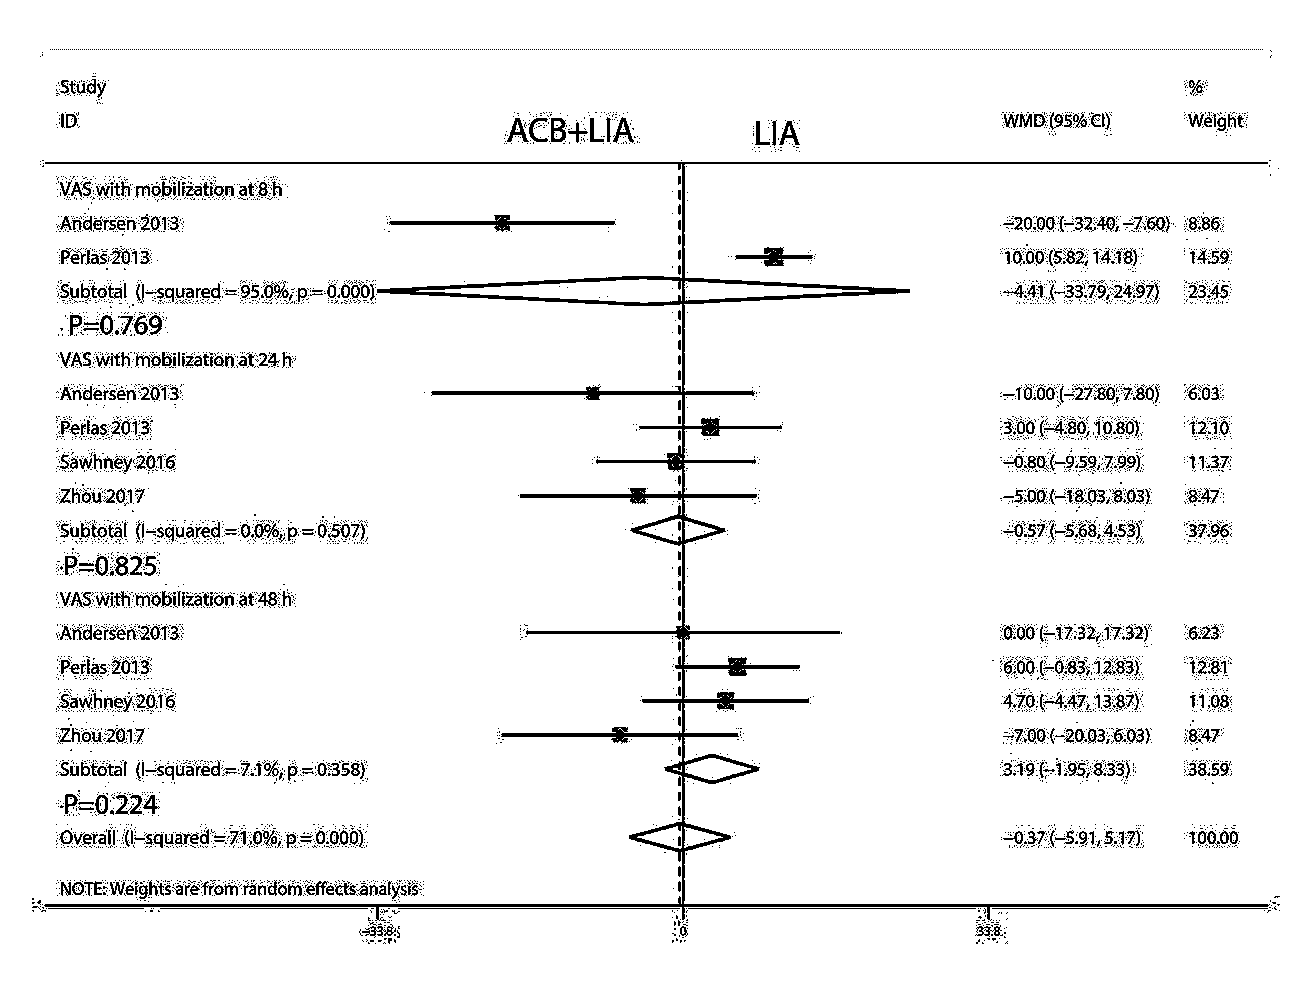 Study %
ID ACB+LIA LIA WMD (95% CI) Weight
VAS with mobilization at 8 h
Andersen 2013 −20.00 (−32.40, −7.60) 8.86
Perlas 2013 10.00 (5.82, 14.18) 14.59
Subtotal (I−squared = 95.0%, p = 0.000) −4.41 (−33.79, 24.97) 23.45
P=0.769
VAS with mobilization at 24 h
Andersen 2013 −10.00 (−27.80, 7.80) 6.03
Perlas 2013 3.00 (−4.80, 10.80) 12.10
Sawhney 2016 −0.80 (−9.59, 7.99) 11.37
Zhou 2017 −5.00 (−18.03, 8.03) 8.47
Subtotal (I−squared = 0.0%, p = 0.507) −0.57 (−5.68, 4.53) 37.96
P=0.825
VAS with mobilization at 48 h
Andersen 2013 0.00 (−17.32, 17.32) 6.23
Perlas 2013 6.00 (−0.83, 12.83) 12.81
Sawhney 2016 4.70 (−4.47, 13.87) 11.08
Zhou 2017 −7.00 (−20.03, 6.03) 8.47
Subtotal (I−squared = 7.1%, p = 0.358) 3.19 (−1.95, 8.33) 38.59
P=0.224
Overall (I−squared = 71.0%, p = 0.000) −0.37 (−5.91, 5.17) 100.00
NOTE: Weights are from random effects analysis
−33.8 0 33.8